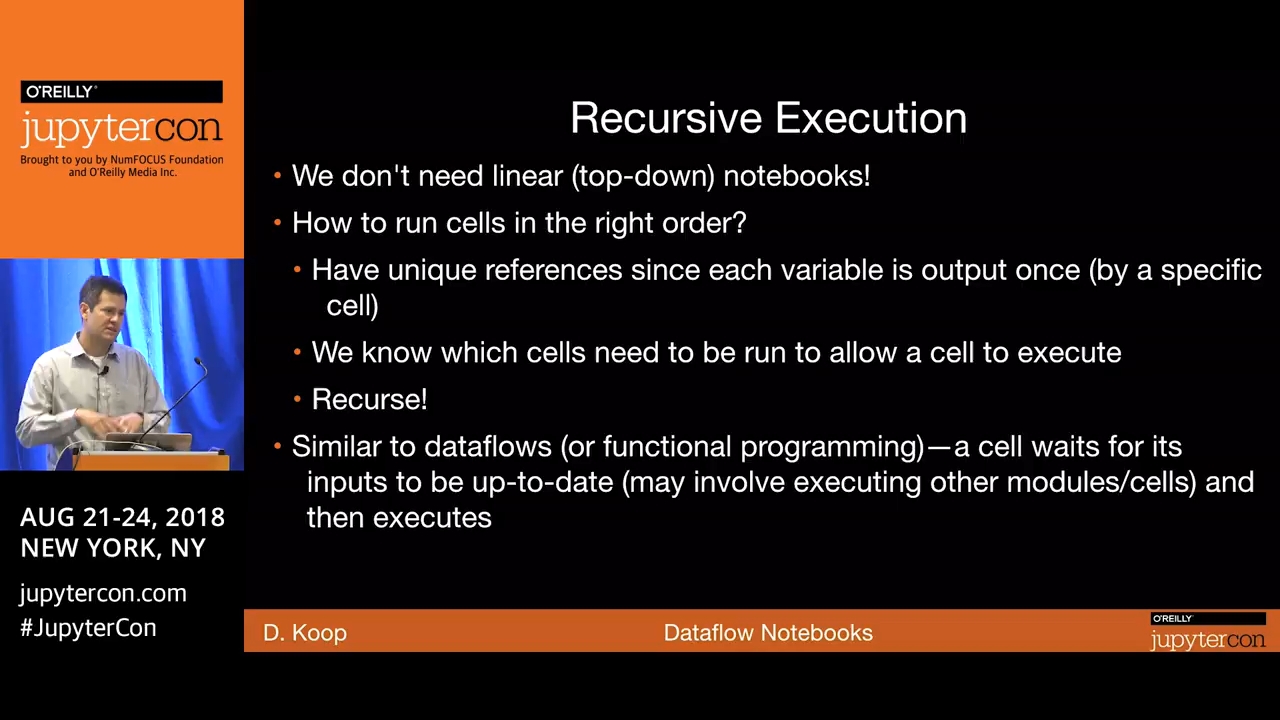 O'REILLY®
jupytercon
Brought to you by NumFOCUS Foundation
and O'Reilly Media Inc.
AUG 21-24, 2018
NEW YORK, NY
jupytercon.com
#JupyterCon
Recursive Execution
• We don't need linear (top-down) notebooks!
• How to run cells in the right order?
• Have unique references since each variable is output once (by a specific
cell)
• We know which cells need to be run to allow a cell to execute
• Recurse!
• Similar to dataflows (or functional programming)—a cell waits for its
inputs to be up-to-date (may involve executing other modules/cells) and
then executes
D. Koop
Dataflow Notebooks
O'REILLY®
jupytercon